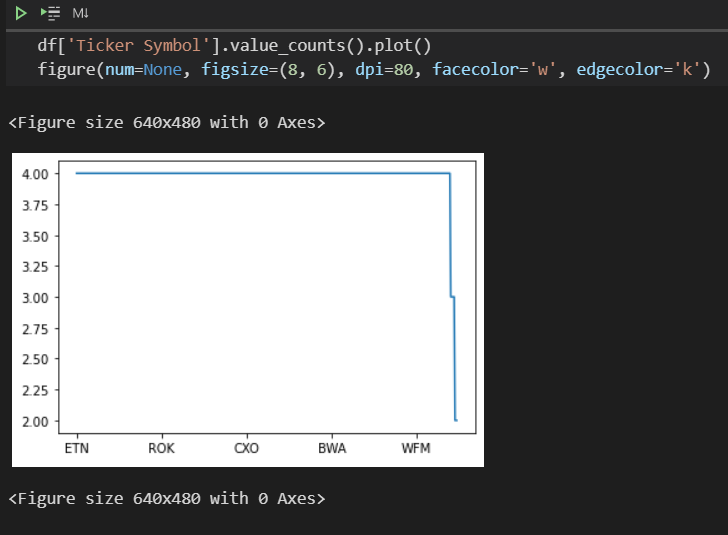 M↓
df['Ticker Symbol'].value_counts().plot()
figure(num=None, figsize=(8, 6), dpi=80, facecolor='w', edgecolor='k')
<Figure size 640x480 with 0 Axes>
4.00
3.75
3.50
3.25
3.00
2.75
2.50
2.25
2.00
ETN ROK CXO BWA WFM
<Figure size 640x480 with 0 Axes>